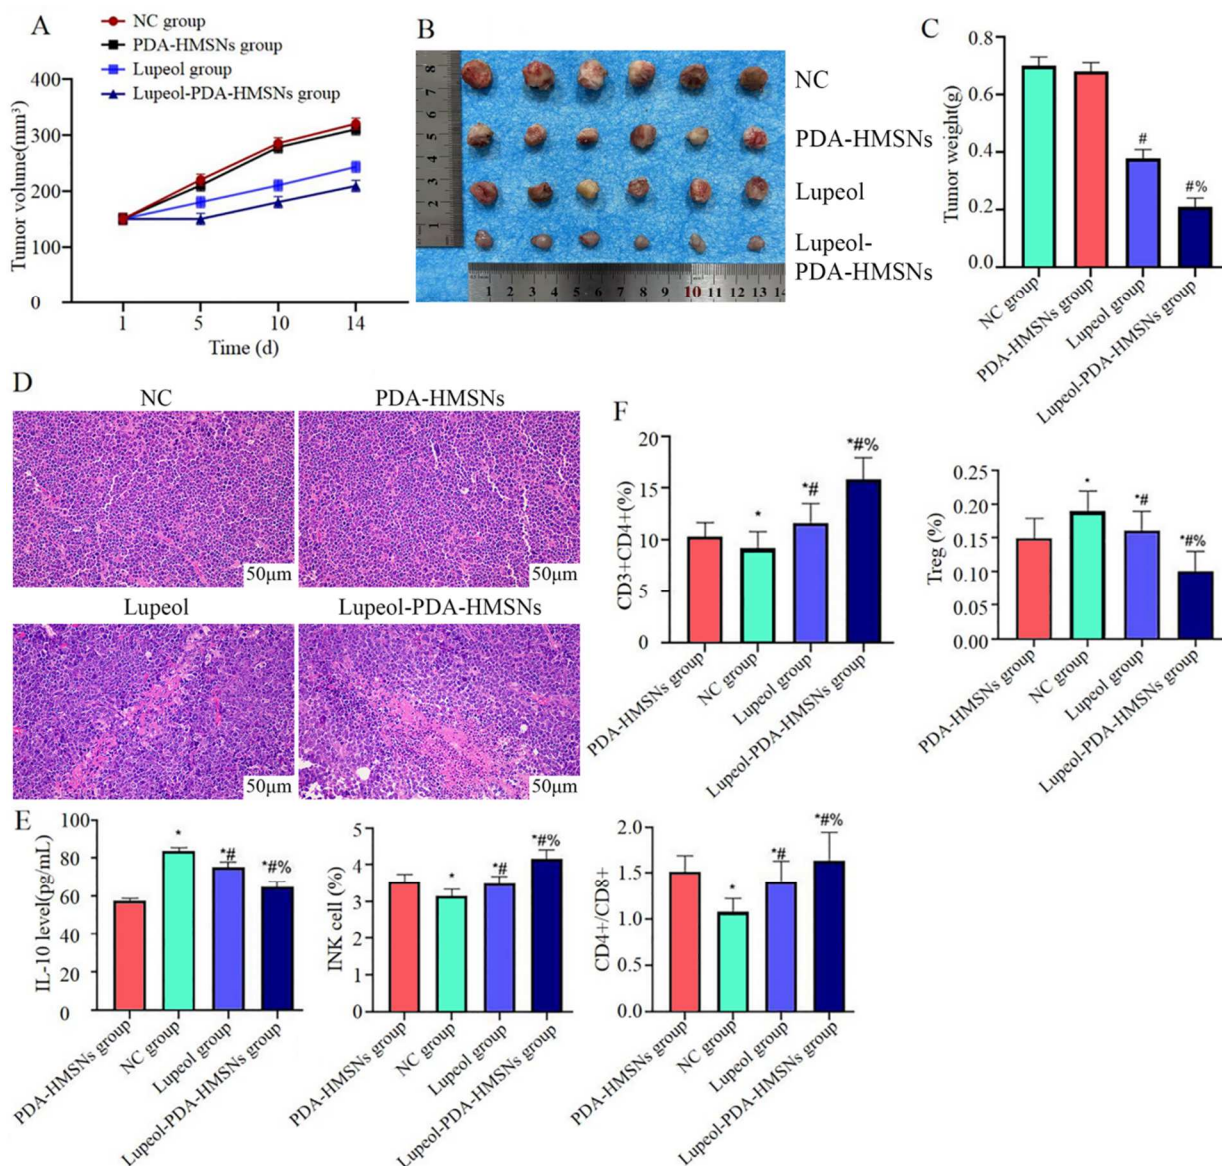 A
NC group
PDA-HMSNs group
Lupeol group
Lupeol-PDA-HMSNs group
Tumor volume(mm³)
400
300
200
100
0
1 5 10 14
Time (d)
B
8
7
6
5
4
3
2
1
NC
PDA-HMSNs
Lupeol
Lupeol-
PDA-HMSNs
1 2 3 4 5 6 7 8 9 10 11 12 13 14
C
Tumor weight(g)
0.8
0.6
0.4
0.2
0.0
#
#%
NC group
PDA-HMSNs group
Lupeol group
Lupeol-PDA-HMSNs group
D
NC
PDA-HMSNs
50μm
50μm
Lupeol
Lupeol-PDA-HMSNs
50μm
50μm
F
CD3+CD4+(%)
20
15
10
5
0
*
*#
*#%
PDA-HMSNs group
NC group
Lupeol group
Lupeol-PDA-HMSNs group
Treg (%)
0.25
0.20
0.15
0.10
0.05
0.00
*
*#
*#%
PDA-HMSNs group
NC group
Lupeol group
Lupeol-PDA-HMSNs group
E
IL-10 level(pg/mL)
100
80
60
40
20
0
*
*#
*#%
PDA-HMSNs group
NC group
Lupeol group
Lupeol-PDA-HMSNs group
INK cell (%)
5
4
3
2
1
0
*
*#
*#%
PDA-HMSNs group
NC group
Lupeol group
Lupeol-PDA-HMSNs group
CD4+/CD8+
2.0
1.5
1.0
0.5
0.0
*
*#
*#%
PDA-HMSNs group
NC group
Lupeol group
Lupeol-PDA-HMSNs group